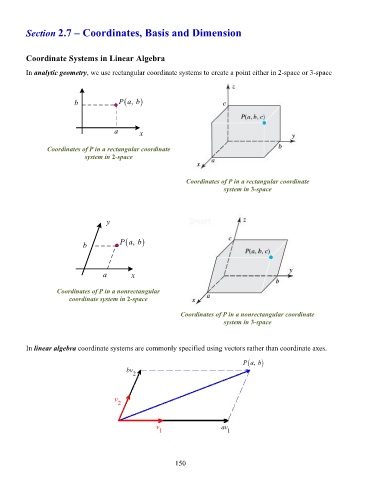 Section 2.7 – Coordinates, Basis and Dimension
Coordinate Systems in Linear Algebra
In analytic geometry, we use rectangular coordinate systems to create a point either in 2-space or 3-space
b
P(a, b)
a
x
Coordinates of P in a rectangular coordinate
system in 2-space
z
c
P(a, b, c)
y
b
a
x
Coordinates of P in a rectangular coordinate
system in 3-space
y
b
P(a, b)
a
x
Coordinates of P in a nonrectangular
coordinate system in 2-space
z
c
P(a, b, c)
y
b
a
x
Coordinates of P in a nonrectangular coordinate
system in 3-space
In linear algebra coordinate systems are commonly specified using vectors rather than coordinate axes.
P(a, b)
bv2
v2
v1
av1
150